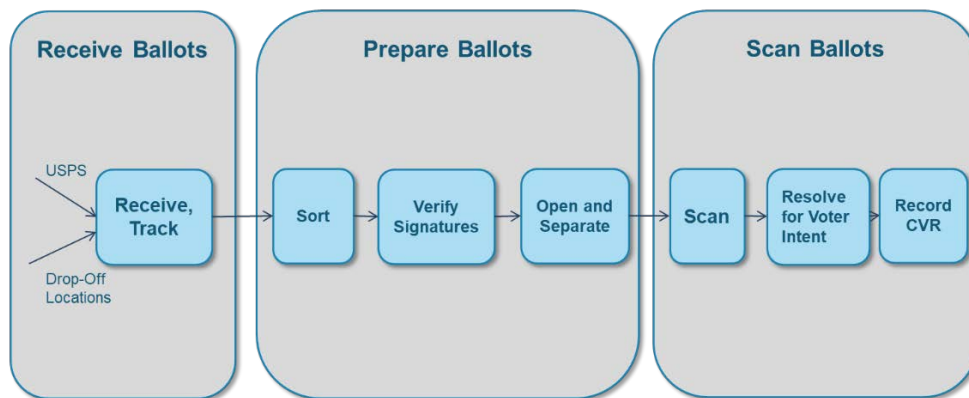 Receive Ballots
USPS
Receive,
Track
Drop-Off
Locations
Prepare Ballots
Sort
Verify
Signatures
Open and
Separate
Scan Ballots
Scan
Resolve
for Voter
Intent
Record
CVR